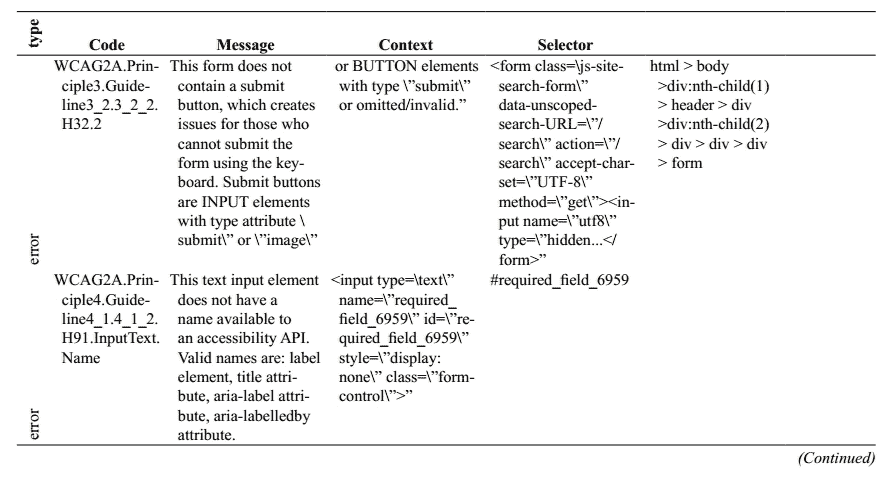 type
Code Message Context Selector
WCAG2A.Prin-
ciple3.Guide-
line3_2.3_2_2.
H32.2
This form does not
contain a submit
button, which creates
issues for those who
cannot submit the
form using the key-
board. Submit buttons
are INPUT elements
with type attribute \
submit\" or \"image\"
or BUTTON elements
with type \"submit\"
or omitted/invalid."
<form class=\js-site-
search-form\"
data-unscoped-
search-URL=\"/
search\" action=\"/
search\" accept-char-
set=\"UTF-8\"
method=\"get\"><in-
put name=\"utf8\"
type=\"hidden...</
form>"
html > body
>div:nth-child(1)
> header > div
>div:nth-child(2)
> div > div > div
> form
error
WCAG2A.Prin-
ciple4.Guide-
line4_1.4_1_2.
H91.InputText.
Name
This text input element
does not have a
name available to
an accessibility API.
Valid names are: label
element, title attri-
bute, aria-label attri-
bute, aria-labelledby
attribute.
<input type=\text\"
name=\"required_
field_6959\" id=\"re-
quired_field_6959\"
style=\"display:
none\" class=\"form-
control\">"
#required_field_6959
error
(Continued)